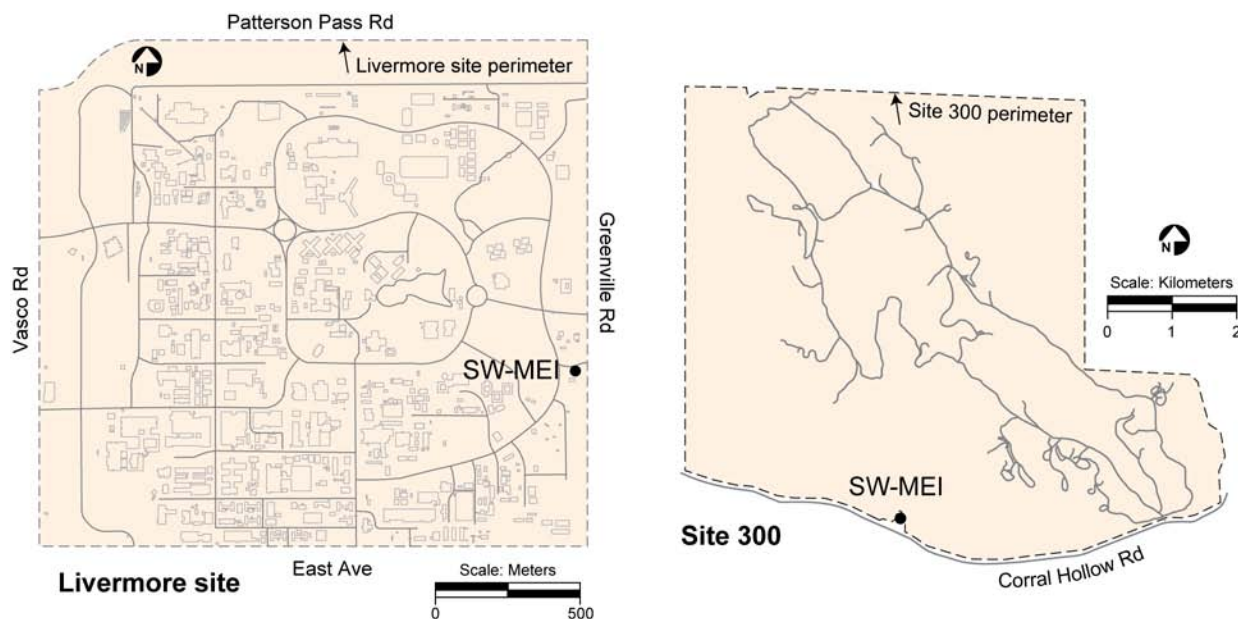 Patterson Pass Rd
N
Livermore site perimeter
Vasco Rd
Greenville Rd
SW-MEI
East Ave
Livermore site
Scale: Meters
0 500
Site 300 perimeter
N
Scale: Kilometers
0 1 2
SW-MEI
Site 300
Corral Hollow Rd